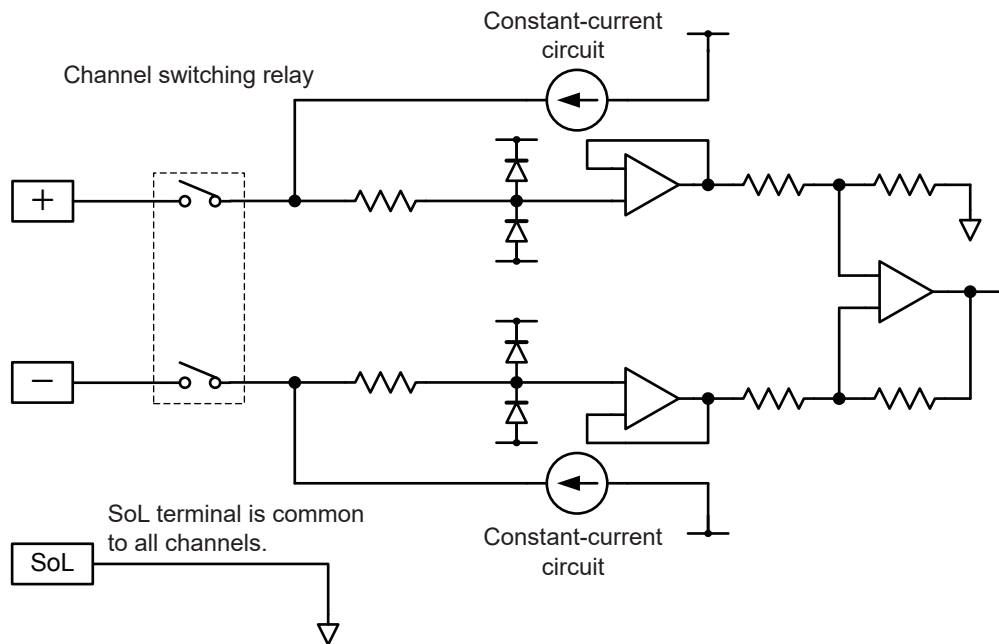 Constant-current
circuit
Channel switching relay
+
−
SoL terminal is common
to all channels.
SoL
Constant-current
circuit